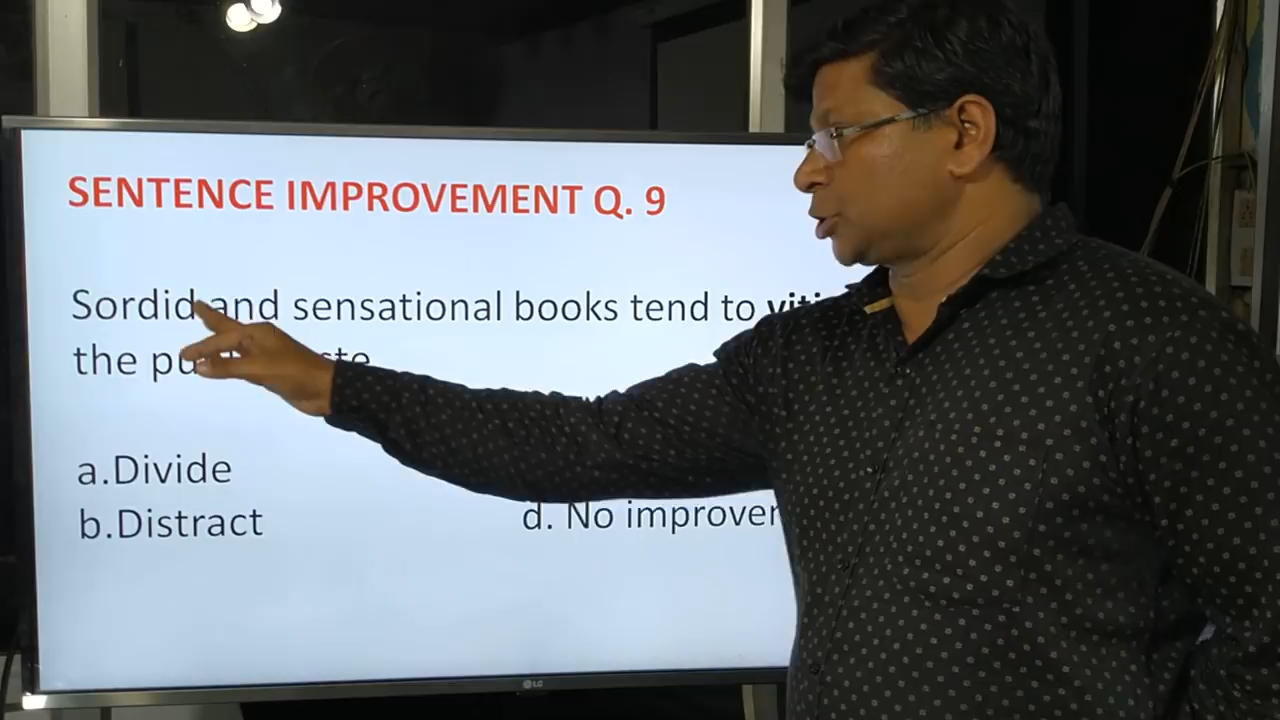 SENTENCE IMPROVEMENT Q. 9
Sordid and sensational books tend to
the
a.Divide
b.Distract
d. No
LG